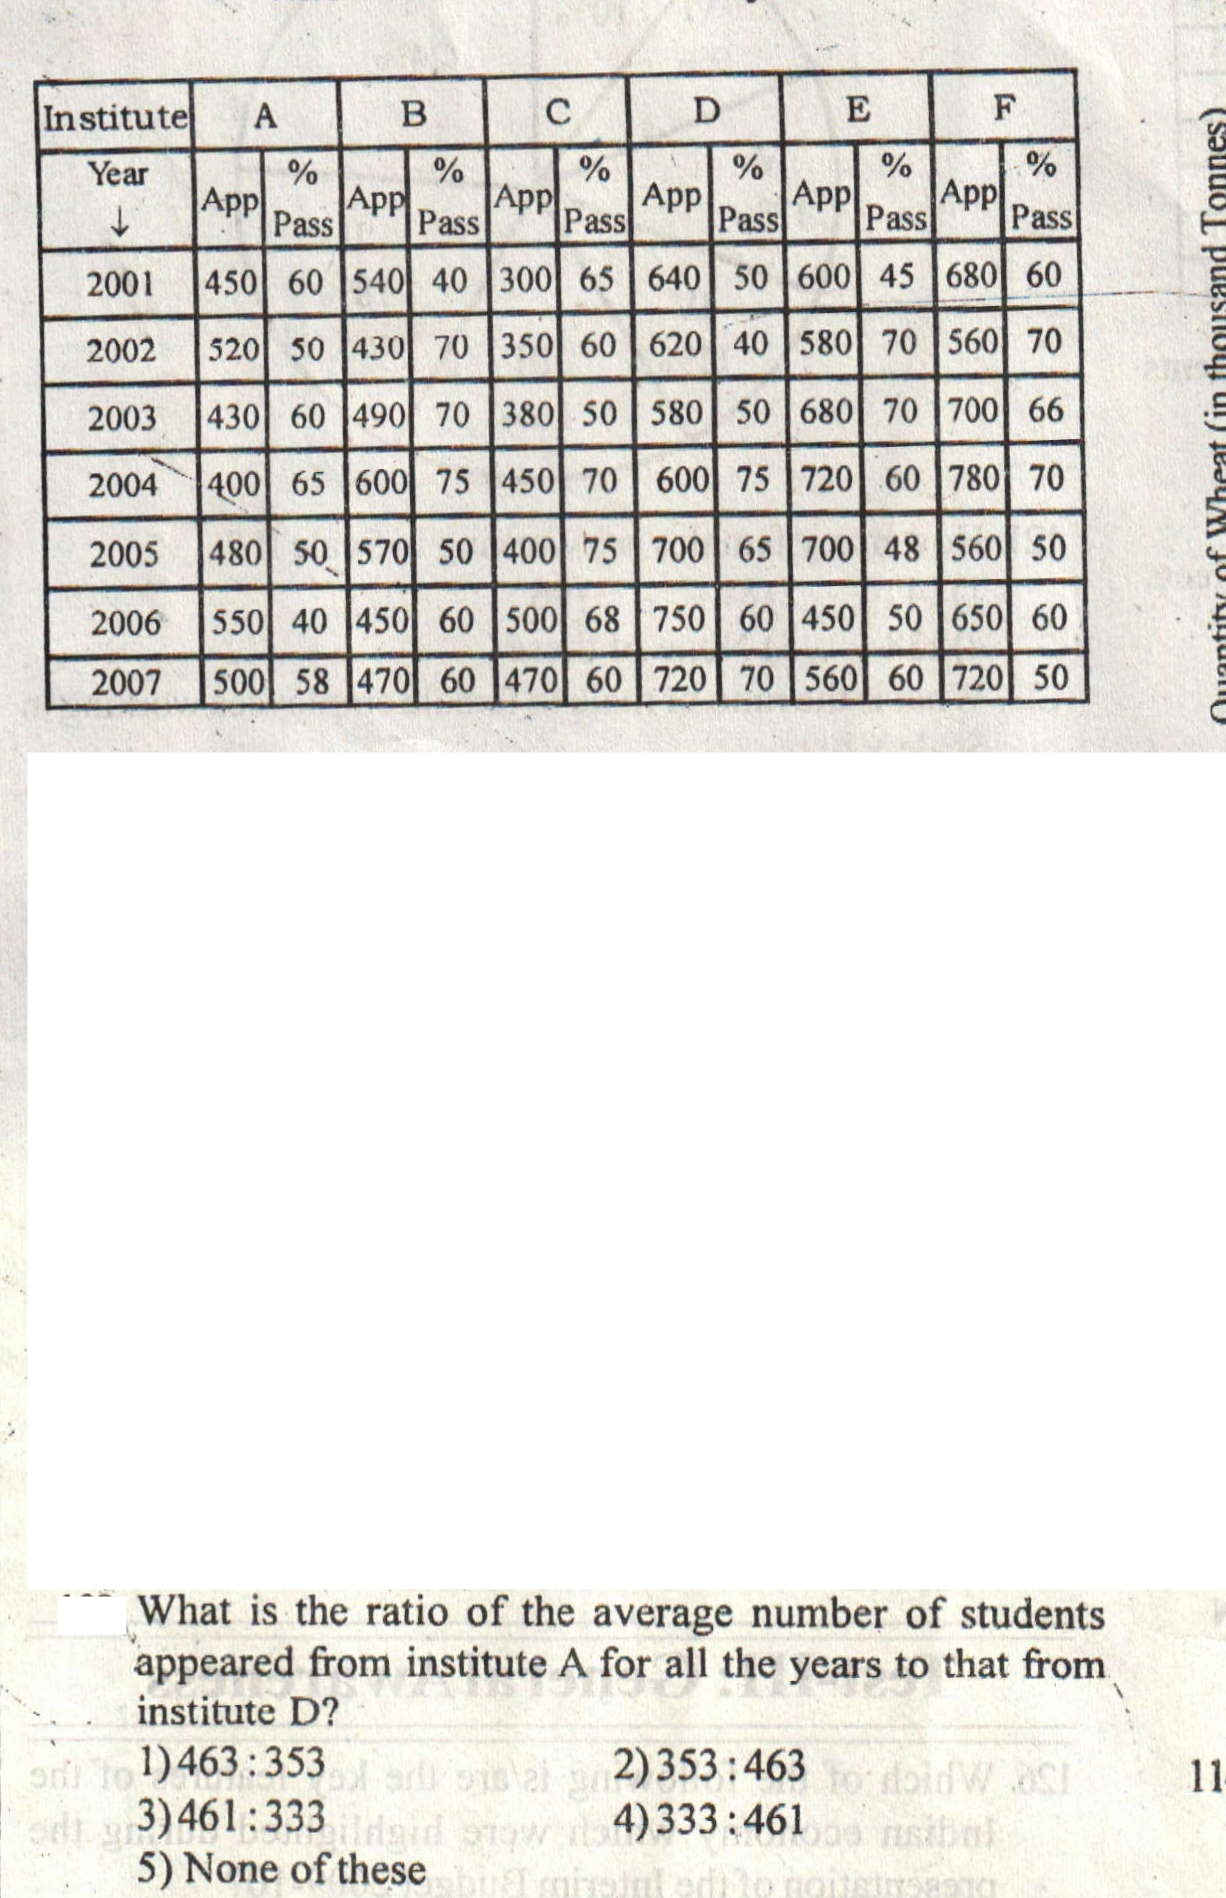 Institute A B C D E F
Year ↓ App % Pass App % Pass App % Pass App % Pass App % Pass App % Pass
2001 450 60 540 40 300 65 640 50 600 45 680 60
2002 520 50 430 70 350 60 620 40 580 70 560 70
2003 430 60 490 70 380 50 580 50 680 70 700 66
2004 400 65 600 75 450 70 600 75 720 60 780 70
2005 480 50 570 50 400 75 700 65 700 48 560 50
2006 550 40 450 60 500 68 750 60 450 50 650 60
2007 500 58 470 60 470 60 720 70 560 60 720 50
Quantity of Wheat (in thousand Tonnes)
What is the ratio of the average number of students
appeared from institute A for all the years to that from
institute D?
1) 463 : 353 2) 353 : 463
3) 461 : 333 4) 333 : 461
5) None of these
11